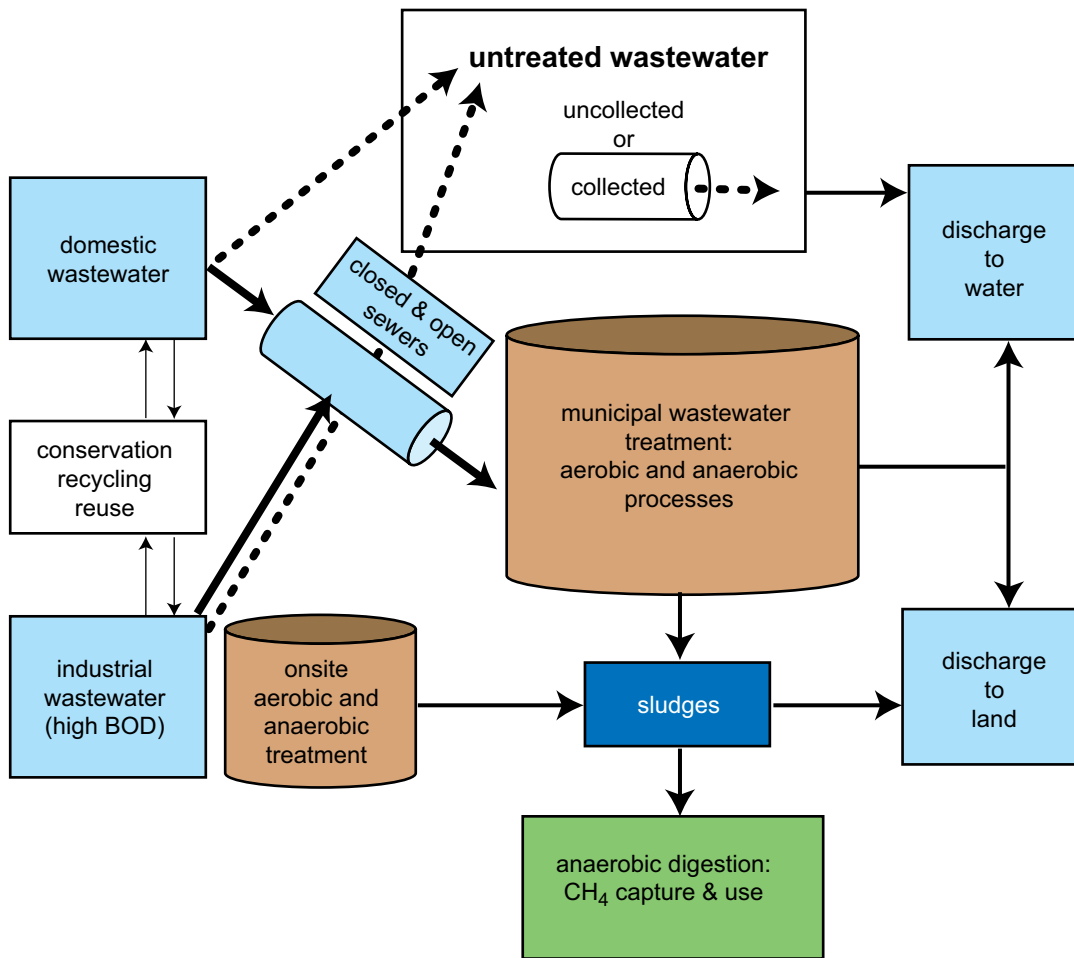 untreated wastewater
uncollected
or
collected
domestic
wastewater
closed & open
sewers
discharge
to
water
municipal wastewater
treatment:
aerobic and anaerobic
processes
conservation
recycling
reuse
industrial
wastewater
(high BOD)
onsite
aerobic and
anaerobic
treatment
sludges
discharge
to
land
anaerobic digestion:
CH₄ capture & use